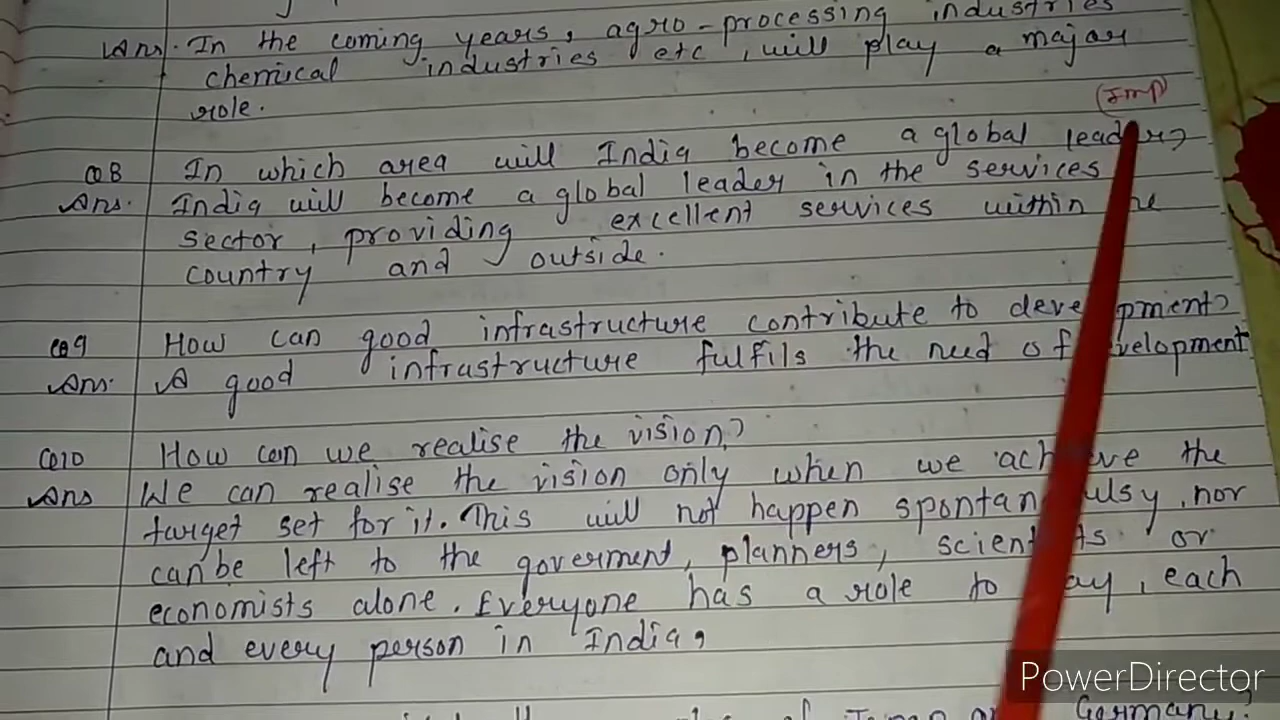 Ans. In the coming years, agro-processing industries
chemical industries etc, will play a major
role.
(Imp)
Q8 In which area will India become a global leader?
Ans. India will become a global leader in the services
sector, providing excellent services within
country and outside.
Q9 How can good infrastructure contribute to
Ans. A good infrastructure fulfils the need of
Q10 How can we realise the vision?
Ans We can realise the vision only when we the
target set for it. This will not happen nor
can be left to the goverment, planners, or
economists alone. Everyone has a role to , each
and every person in India,
PowerDirector
Germany?